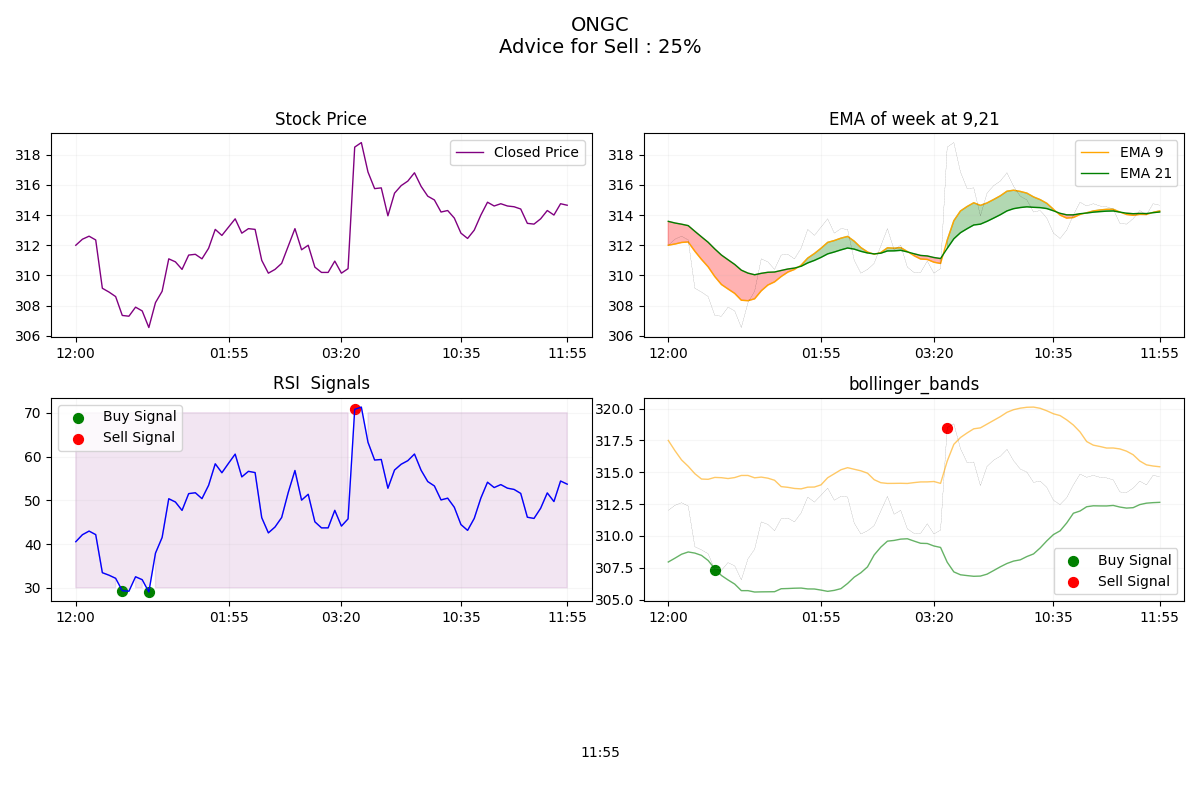 ONGC
Advice for Sell : 25%
Stock Price
318
316
314
312
310
308
306
Closed Price
12:00 01:55 03:20 10:35 11:55
EMA of week at 9,21
318
316
314
312
310
308
306
EMA 9
EMA 21
12:00 01:55 03:20 10:35 11:55
RSI  Signals
70
60
50
40
30
Buy Signal
Sell Signal
12:00 01:55 03:20 10:35 11:55
bollinger_bands
320.0
317.5
315.0
312.5
310.0
307.5
305.0
Buy Signal
Sell Signal
12:00 01:55 03:20 10:35 11:55
11:55